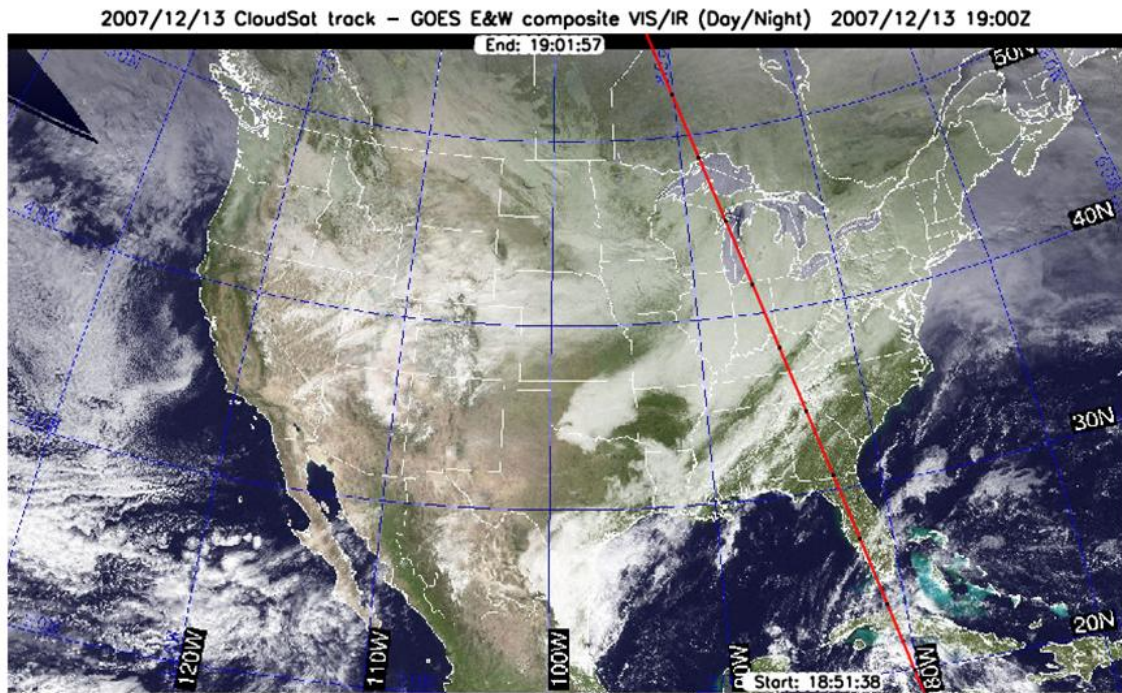 2007/12/13 CloudSat track - GOES E&W composite VIS/IR (Day/Night) 2007/12/13 19:00Z
End: 19:01:57
50N
40N
40N
30N
20N
120W
110W
100W
90W
80W
Start: 18:51:38